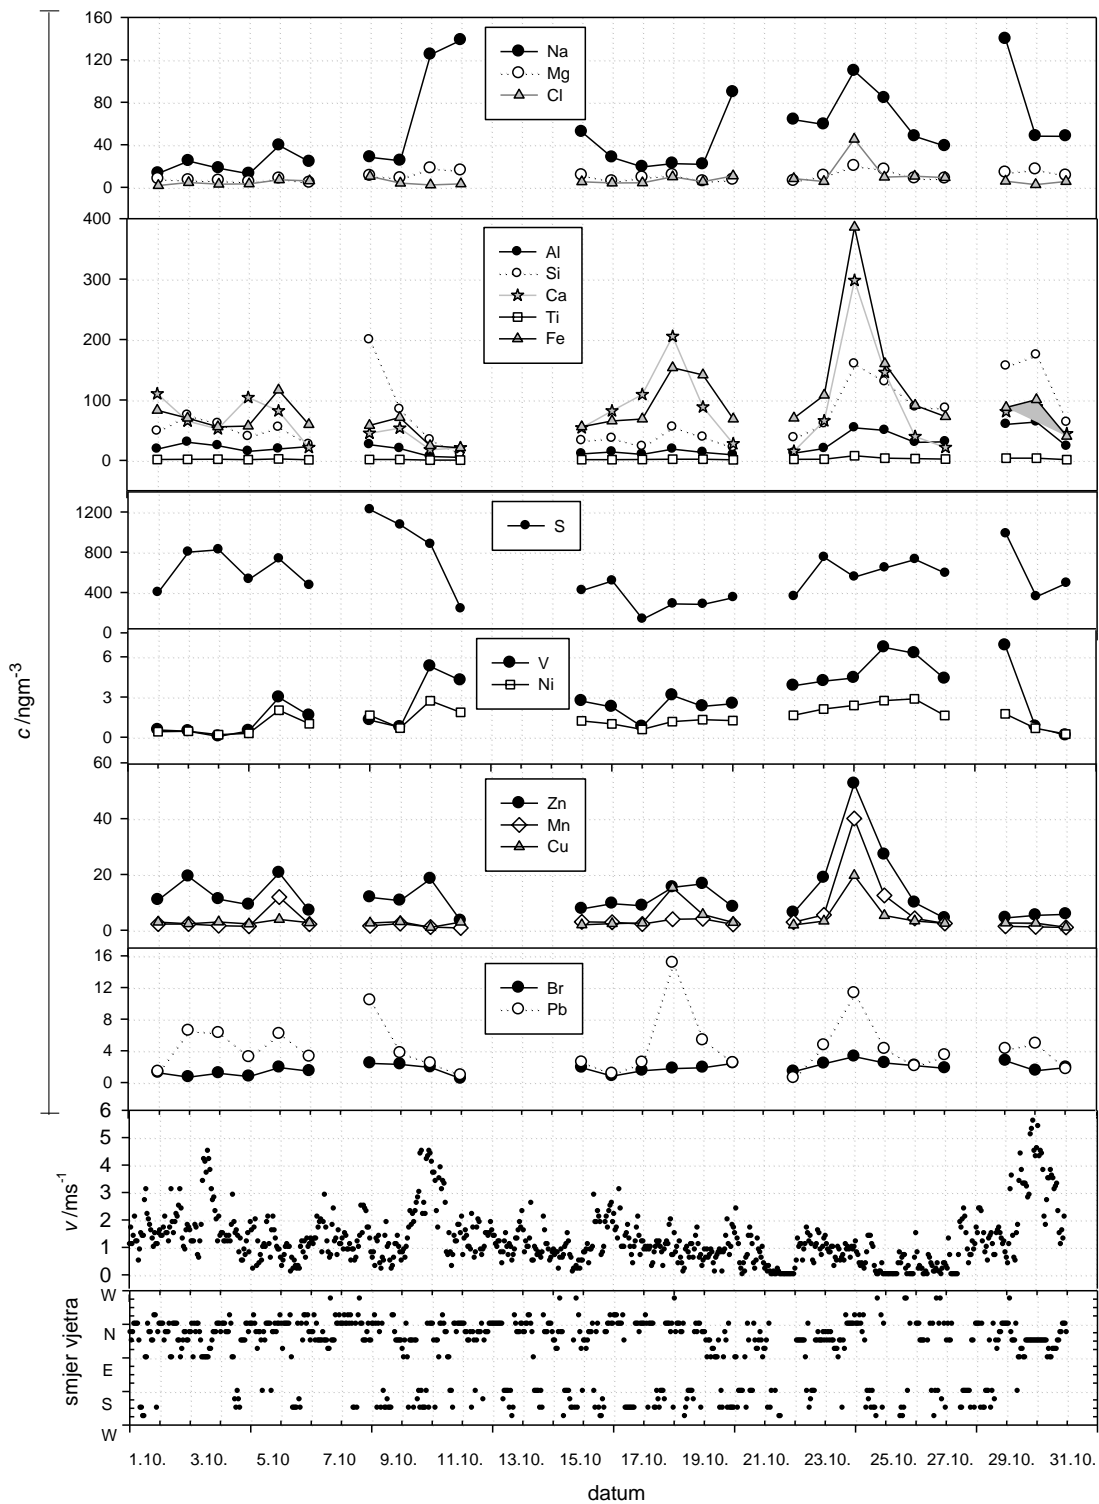 160
120
80
40
0
Na
Mg
Cl
400
300
200
100
0
Al
Si
Ca
Ti
Fe
1200
800
400
0
S
6
3
0
V
Ni
60
40
20
0
Zn
Mn
Cu
16
12
8
4
0
Br
Pb
c/ngm-3
6
5
4
3
2
1
0
v/ms-1
W
N
E
S
W
smjer vjetra
1.10. 3.10. 5.10 7.10 9.10. 11.10. 13.10. 15.10 17.10. 19.10. 21.10. 23.10. 25.10. 27.10. 29.10. 31.10.
datum